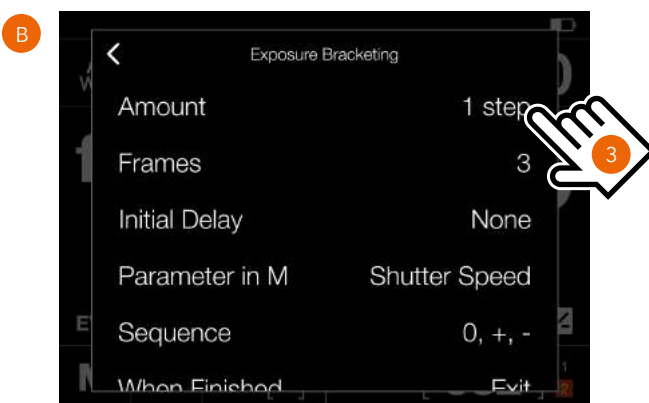 B
Exposure Bracketing
Amount 1 step
Frames 3
3
Initial Delay None
Parameter in M Shutter Speed
Sequence 0, +, -
When Finished Exit